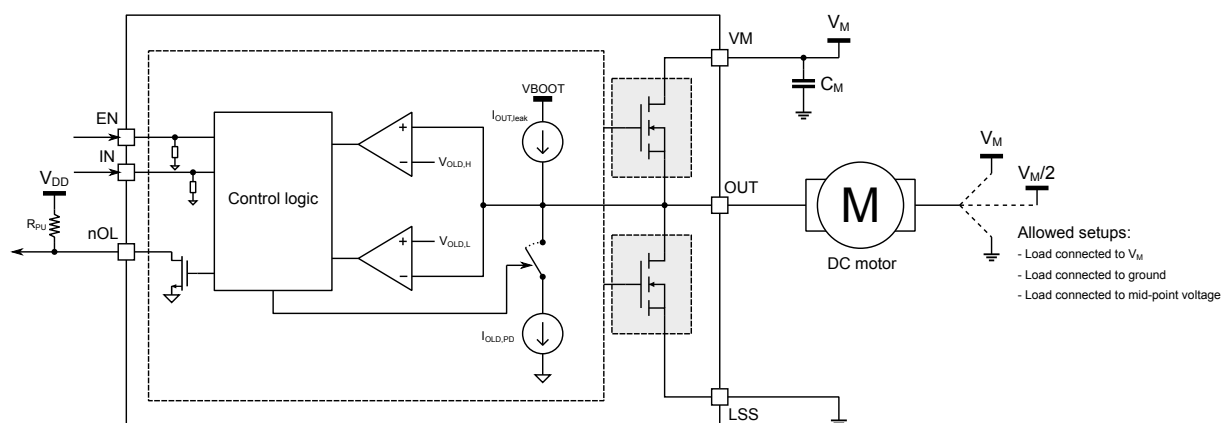 VM
VM
CM
VBOOT
IOUT,leak
EN
IN
VDD
RPU
nOL
Control logic
+
−
VOLD,H
+
−
VOLD,L
IOLD,PD
OUT
LSS
M
DC motor
VM
VM/2
Allowed setups:
- Load connected to VM
- Load connected to ground
- Load connected to mid-point voltage